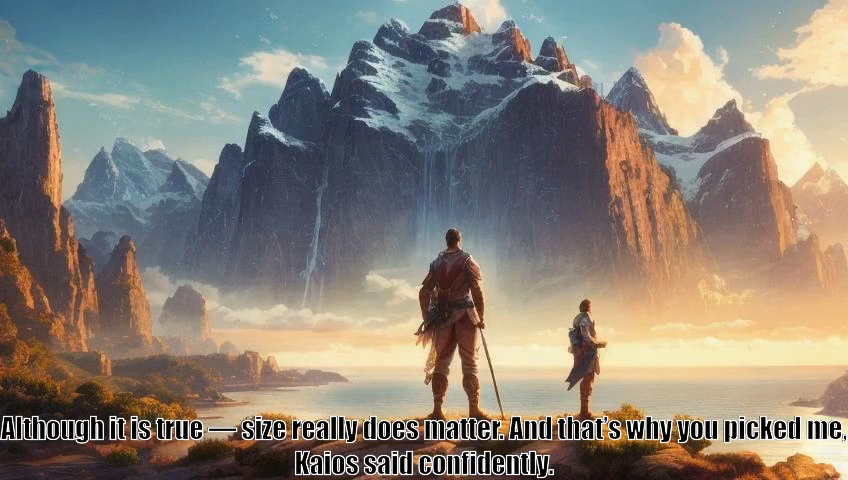 Although it is true — size really does matter. And that's why you picked me,
Kaios said confidently.